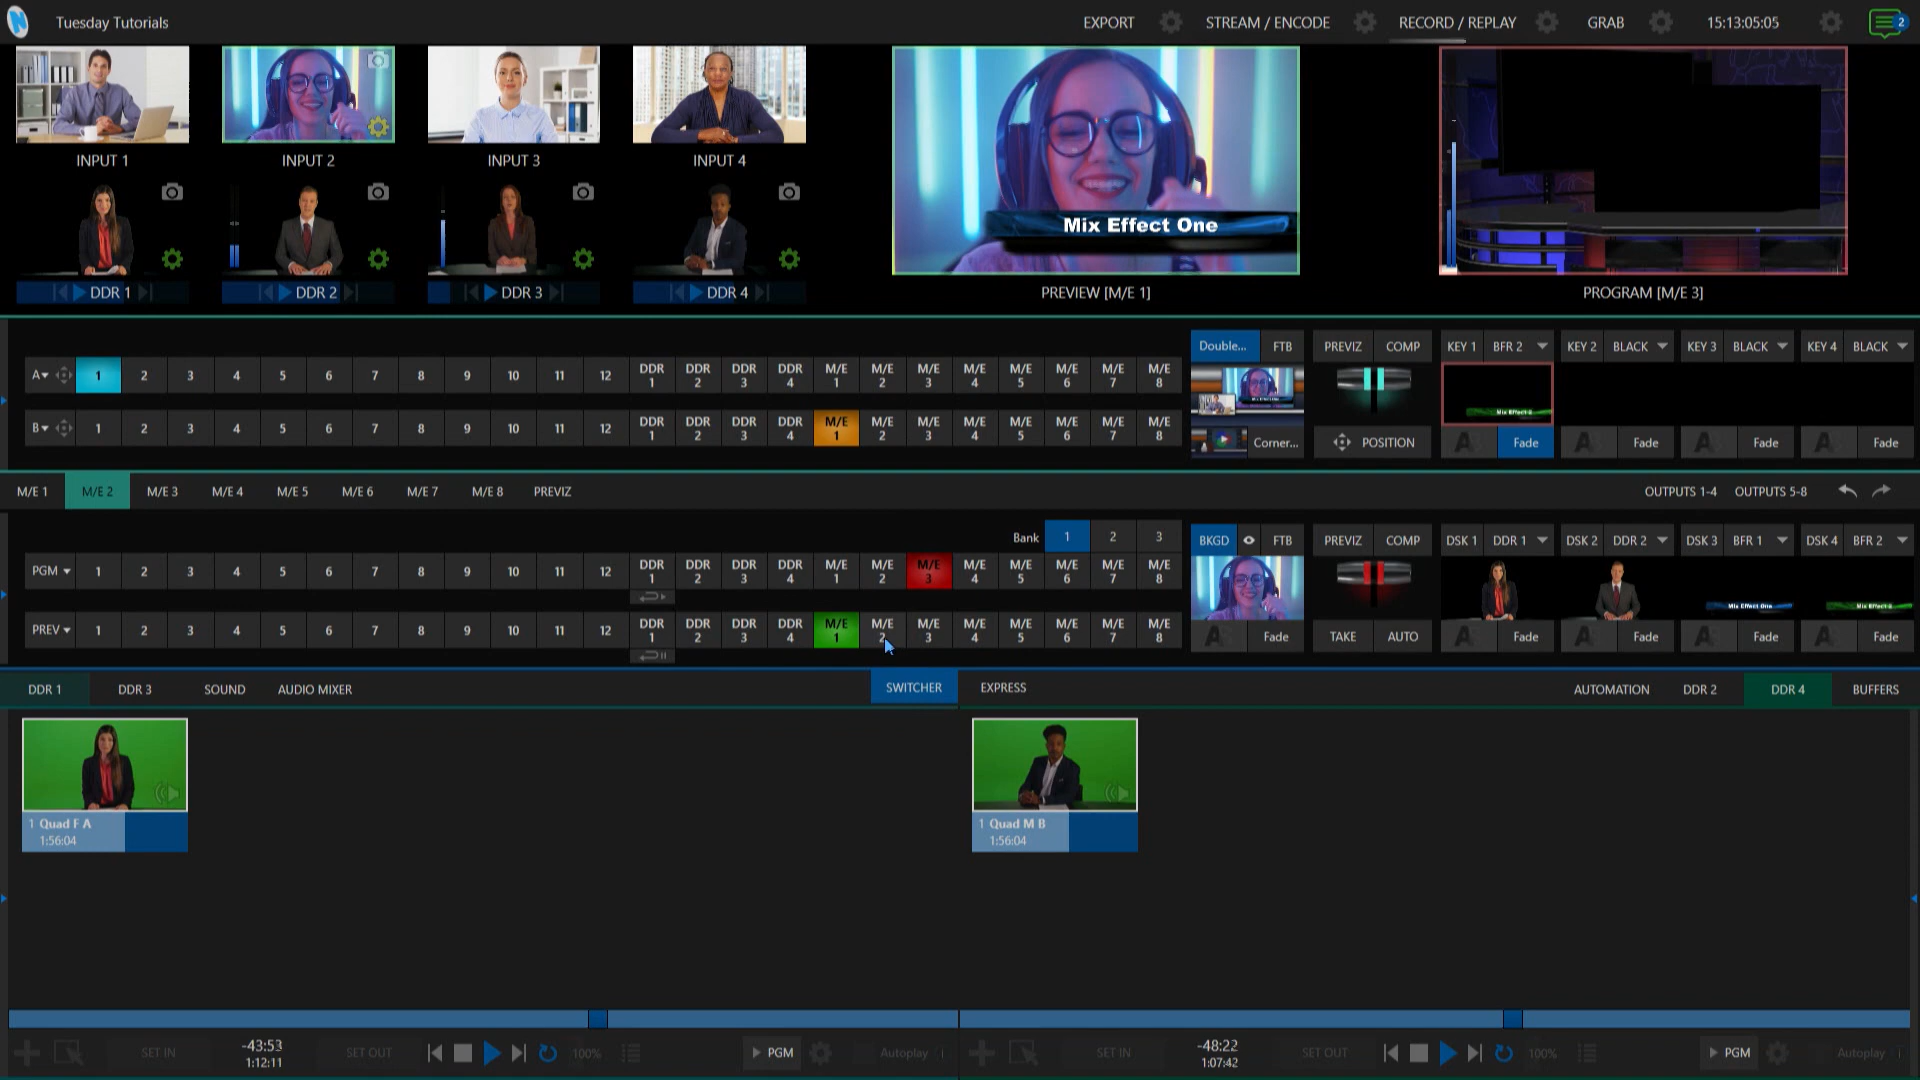 Tuesday Tutorials
EXPORT
STREAM / ENCODE
RECORD / REPLAY
GRAB
15:13:05:05
2
INPUT 1
INPUT 2
INPUT 3
INPUT 4
Mix Effect One
DDR 1
DDR 2
DDR 3
DDR 4
PREVIEW [M/E 1]
PROGRAM [M/E 3]
Double... FTB PREVIZ COMP KEY 1 BFR 2 KEY 2 BLACK KEY 3 BLACK KEY 4 BLACK
A 1 2 3 4 5 6 7 8 9 10 11 12 DDR 1 DDR 2 DDR 3 DDR 4 M/E 1 M/E 2 M/E 3 M/E 4 M/E 5 M/E 6 M/E 7 M/E 8
B 1 2 3 4 5 6 7 8 9 10 11 12 DDR 1 DDR 2 DDR 3 DDR 4 M/E 1 M/E 2 M/E 3 M/E 4 M/E 5 M/E 6 M/E 7 M/E 8
Corner... POSITION Fade Fade Fade Fade
M/E 1 M/E 2 M/E 3 M/E 4 M/E 5 M/E 6 M/E 7 M/E 8 PREVIZ OUTPUTS 1-4 OUTPUTS 5-8
Bank 1 2 3 BKGD FTB PREVIZ COMP DSK 1 DDR 1 DSK 2 DDR 2 DSK 3 BFR 1 DSK 4 BFR 2
PGM 1 2 3 4 5 6 7 8 9 10 11 12 DDR 1 DDR 2 DDR 3 DDR 4 M/E 1 M/E 2 M/E 3 M/E 4 M/E 5 M/E 6 M/E 7 M/E 8
Mix Effect One
PREV 1 2 3 4 5 6 7 8 9 10 11 12 DDR 1 DDR 2 DDR 3 DDR 4 M/E 1 M/E 2 M/E 3 M/E 4 M/E 5 M/E 6 M/E 7 M/E 8
Fade TAKE AUTO Fade Fade Fade Fade
DDR 1 DDR 3 SOUND AUDIO MIXER SWITCHER EXPRESS AUTOMATION DDR 2 DDR 4 BUFFERS
1 Quad F A
1:56:04
1 Quad M B
1:56:04
SET IN
-43:53
1:12:11
SET OUT
100%
PGM
Autoplay
SET IN
-48:22
1:07:42
SET OUT
100%
PGM
Autoplay